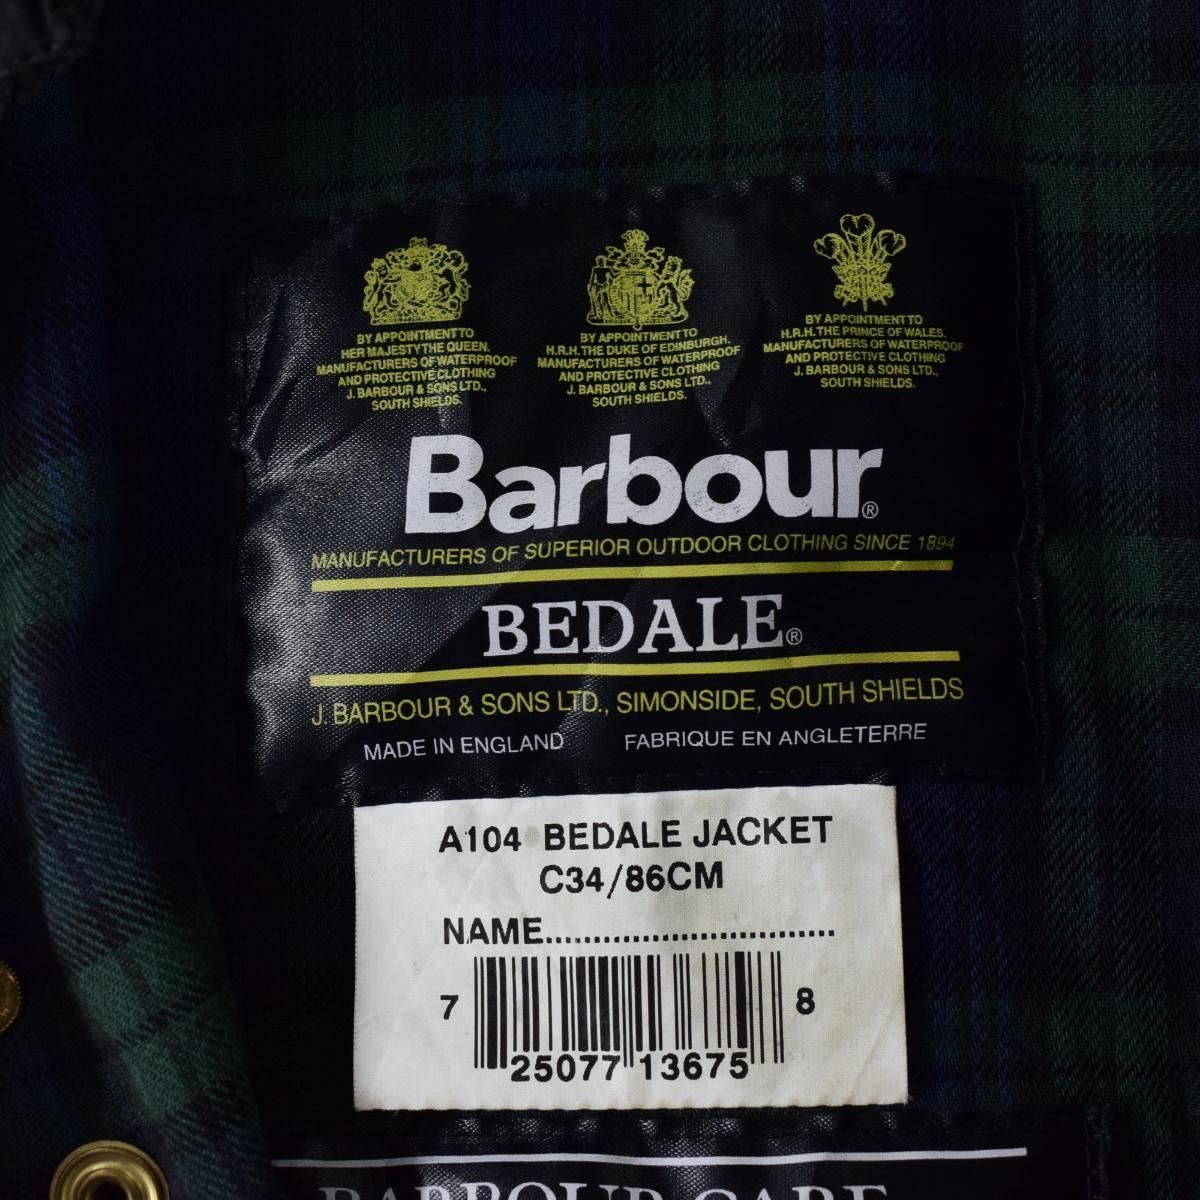 BY APPOINTMENT TO
HER MAJESTY THE QUEEN.
MANUFACTURERS OF WATERPROOF
AND PROTECTIVE CLOTHING
J. BARBOUR & SONS LTD.,
SOUTH SHIELDS.
BY APPOINTMENT TO
H.R.H. THE DUKE OF EDINBURGH.
MANUFACTURERS OF WATERPROOF
AND PROTECTIVE CLOTHING
J. BARBOUR & SONS LTD.,
SOUTH SHIELDS.
BY APPOINTMENT TO
H.R.H. THE PRINCE OF WALES.
MANUFACTURERS OF WATERPROOF
AND PROTECTIVE CLOTHING
J. BARBOUR & SONS LTD.,
SOUTH SHIELDS.
Barbour®
MANUFACTURERS OF SUPERIOR OUTDOOR CLOTHING SINCE 1894
BEDALE®
J. BARBOUR & SONS LTD., SIMONSIDE, SOUTH SHIELDS
MADE IN ENGLAND FABRIQUE EN ANGLETERRE
A104 BEDALE JACKET
C34/86CM
NAME..............................
7 25077 13675 8
BARBOUR CARE